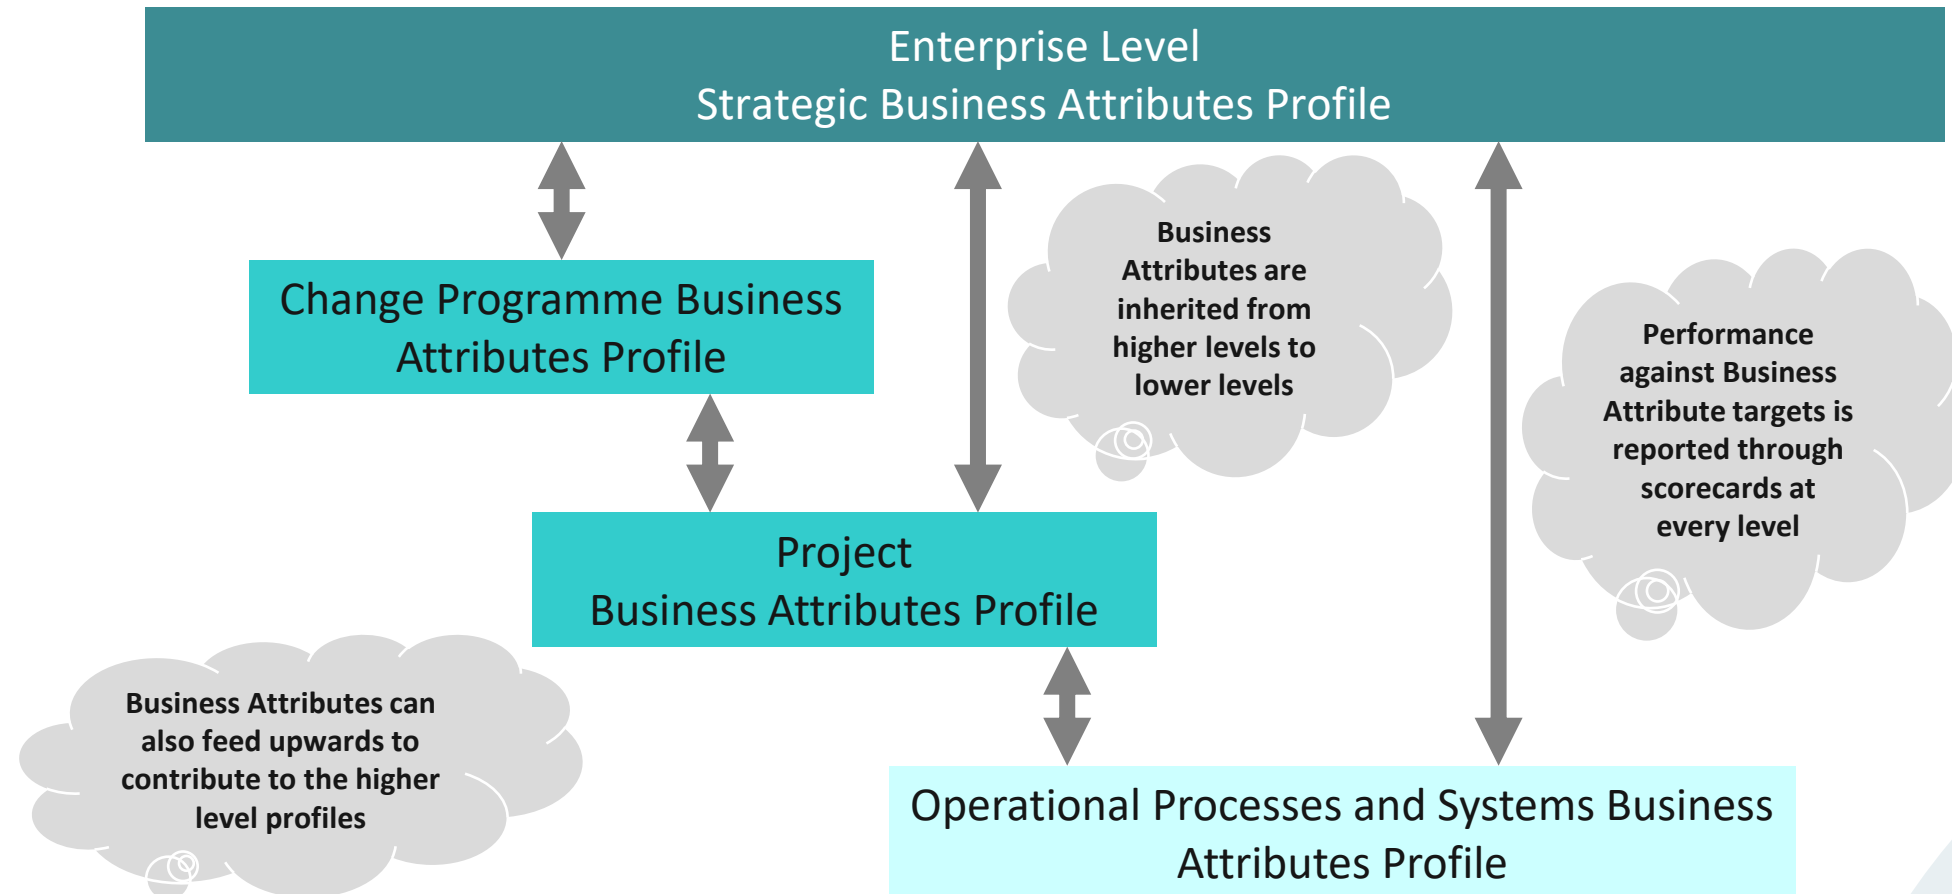 Enterprise Level
Strategic Business Attributes Profile
Change Programme Business
Attributes Profile
Business
Attributes are
inherited from
higher levels to
lower levels
Performance
against Business
Attribute targets is
reported through
scorecards at
every level
Project
Business Attributes Profile
Business Attributes can
also feed upwards to
contribute to the higher
level profiles
Operational Processes and Systems Business
Attributes Profile